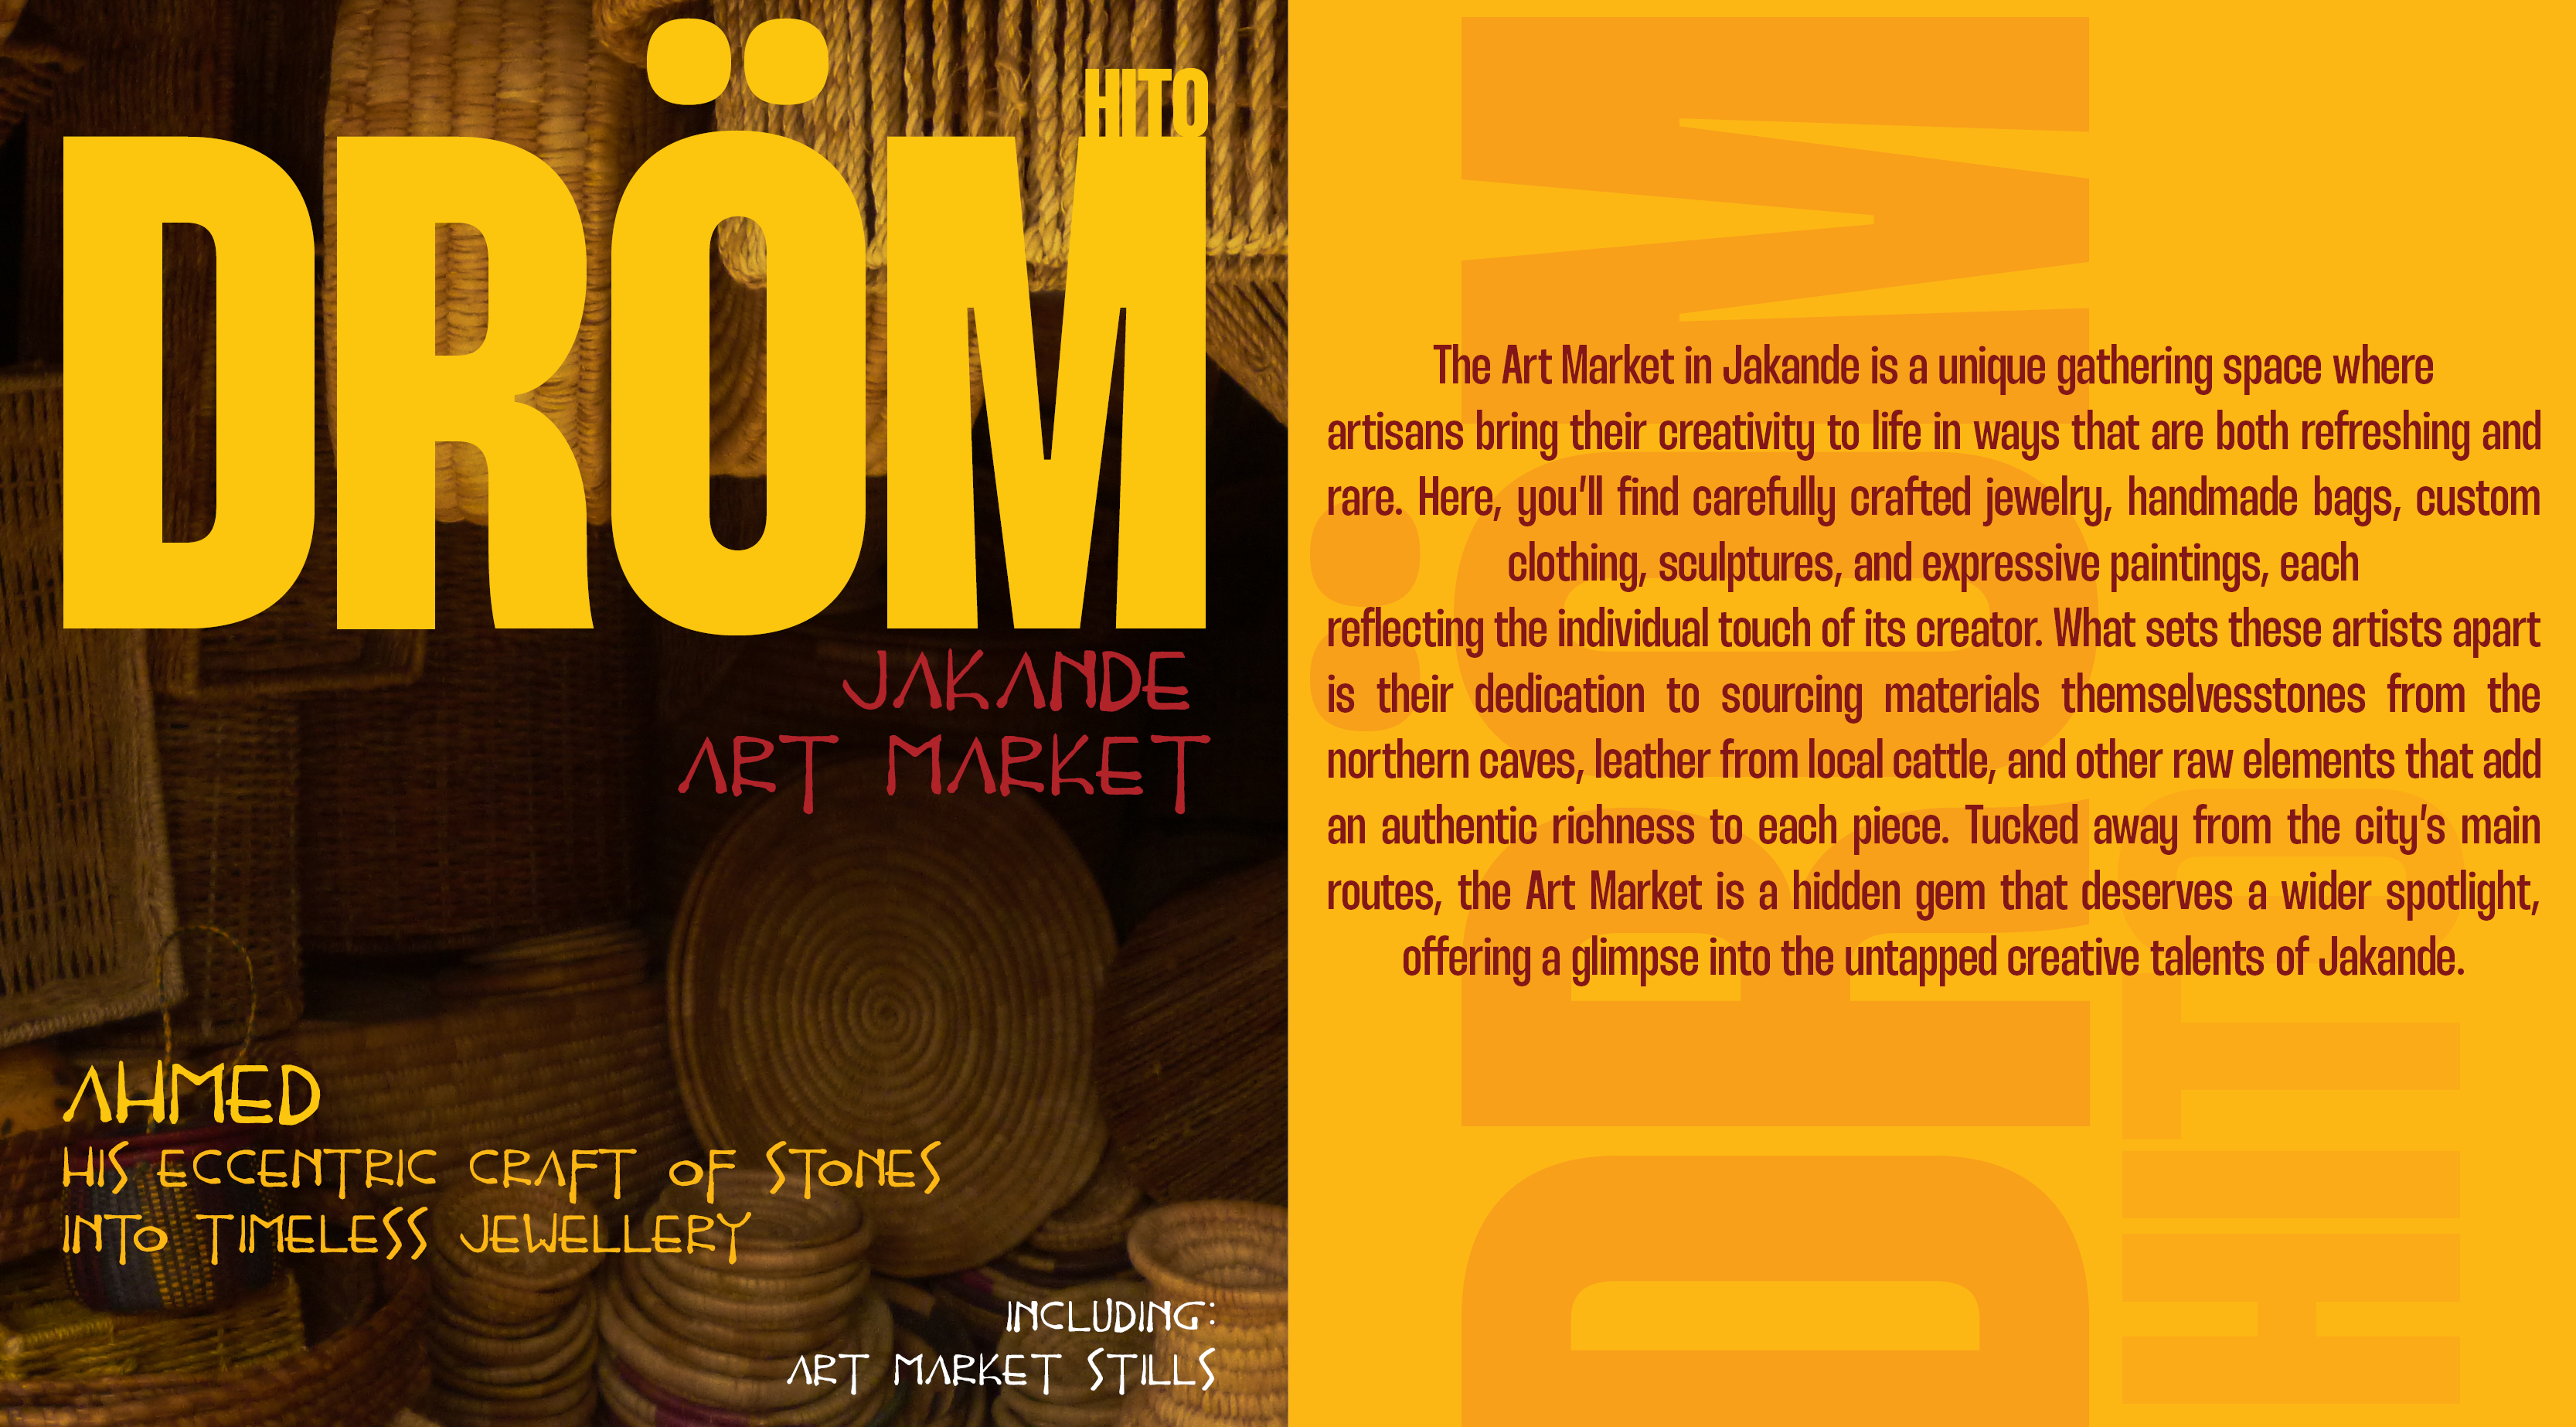 HITO
DRÖM
JAKANDE
ART MARKET
AHMED
HIS ECCENTRIC CRAFT OF STONES
INTO TIMELESS JEWELLERY
INCLUDING:
ART MARKET STILLS
DRÖM
HITO
The Art Market in Jakande is a unique gathering space where
artisans bring their creativity to life in ways that are both refreshing and
rare. Here, you’ll find carefully crafted jewelry, handmade bags, custom
clothing, sculptures, and expressive paintings, each
reflecting the individual touch of its creator. What sets these artists apart
is their dedication to sourcing materials themselvesstones from the
northern caves, leather from local cattle, and other raw elements that add
an authentic richness to each piece. Tucked away from the city’s main
routes, the Art Market is a hidden gem that deserves a wider spotlight,
offering a glimpse into the untapped creative talents of Jakande.